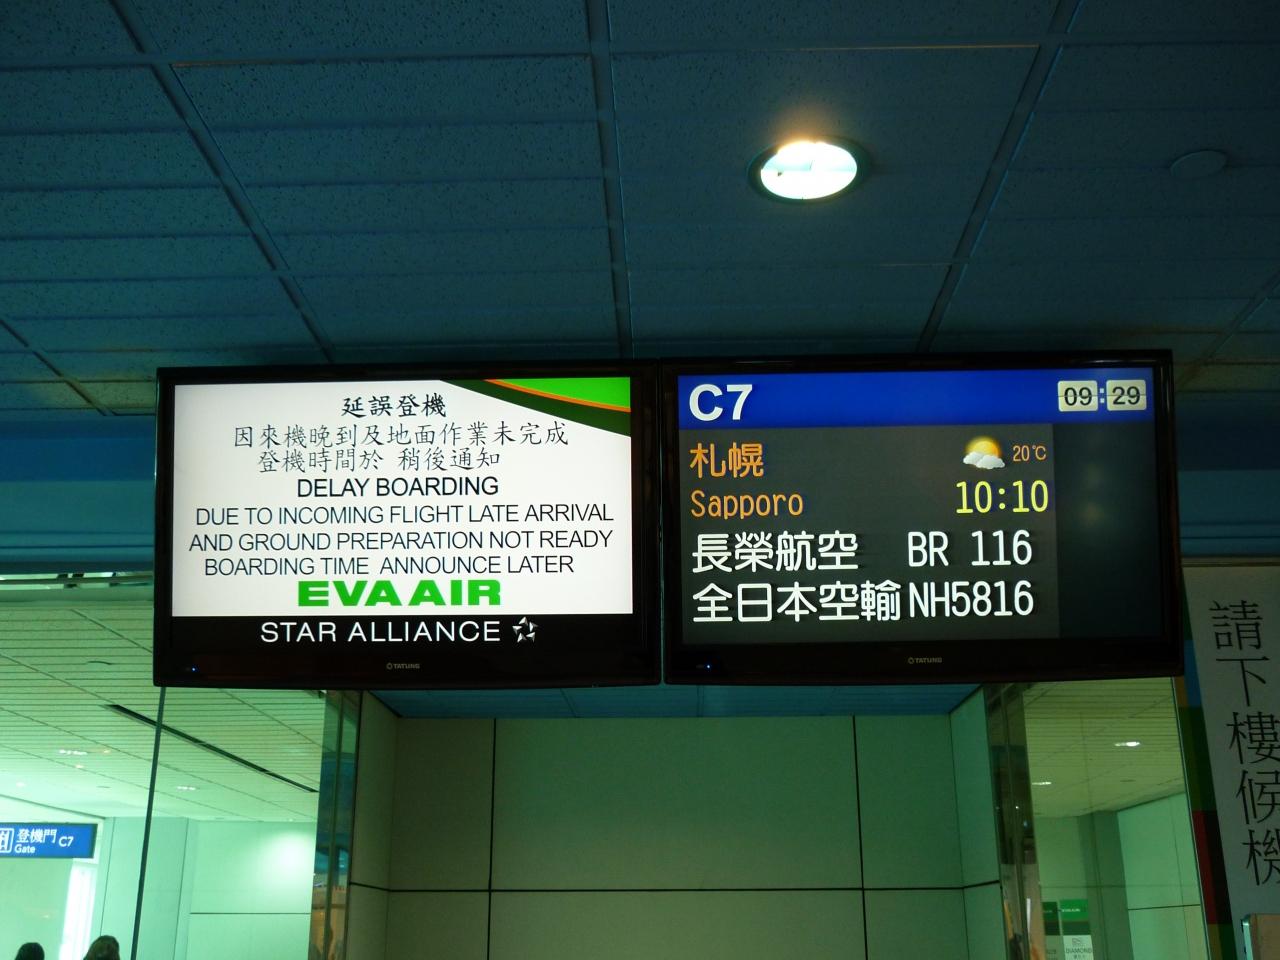 延誤登機
因來機晚到及地面作業未完成
登機時間於 稍後通知
DELAY BOARDING
DUE TO INCOMING FLIGHT LATE ARRIVAL
AND GROUND PREPARATION NOT READY
BOARDING TIME ANNOUNCE LATER
EVA AIR
STAR ALLIANCE
TATUNG
C7 09:29
札幌 20℃
Sapporo 10:10
長榮航空 BR 116
全日本空輸 NH5816
TATUNG
登機門 C7
Gate
請下樓候機
EVA AIR
DIAMOND